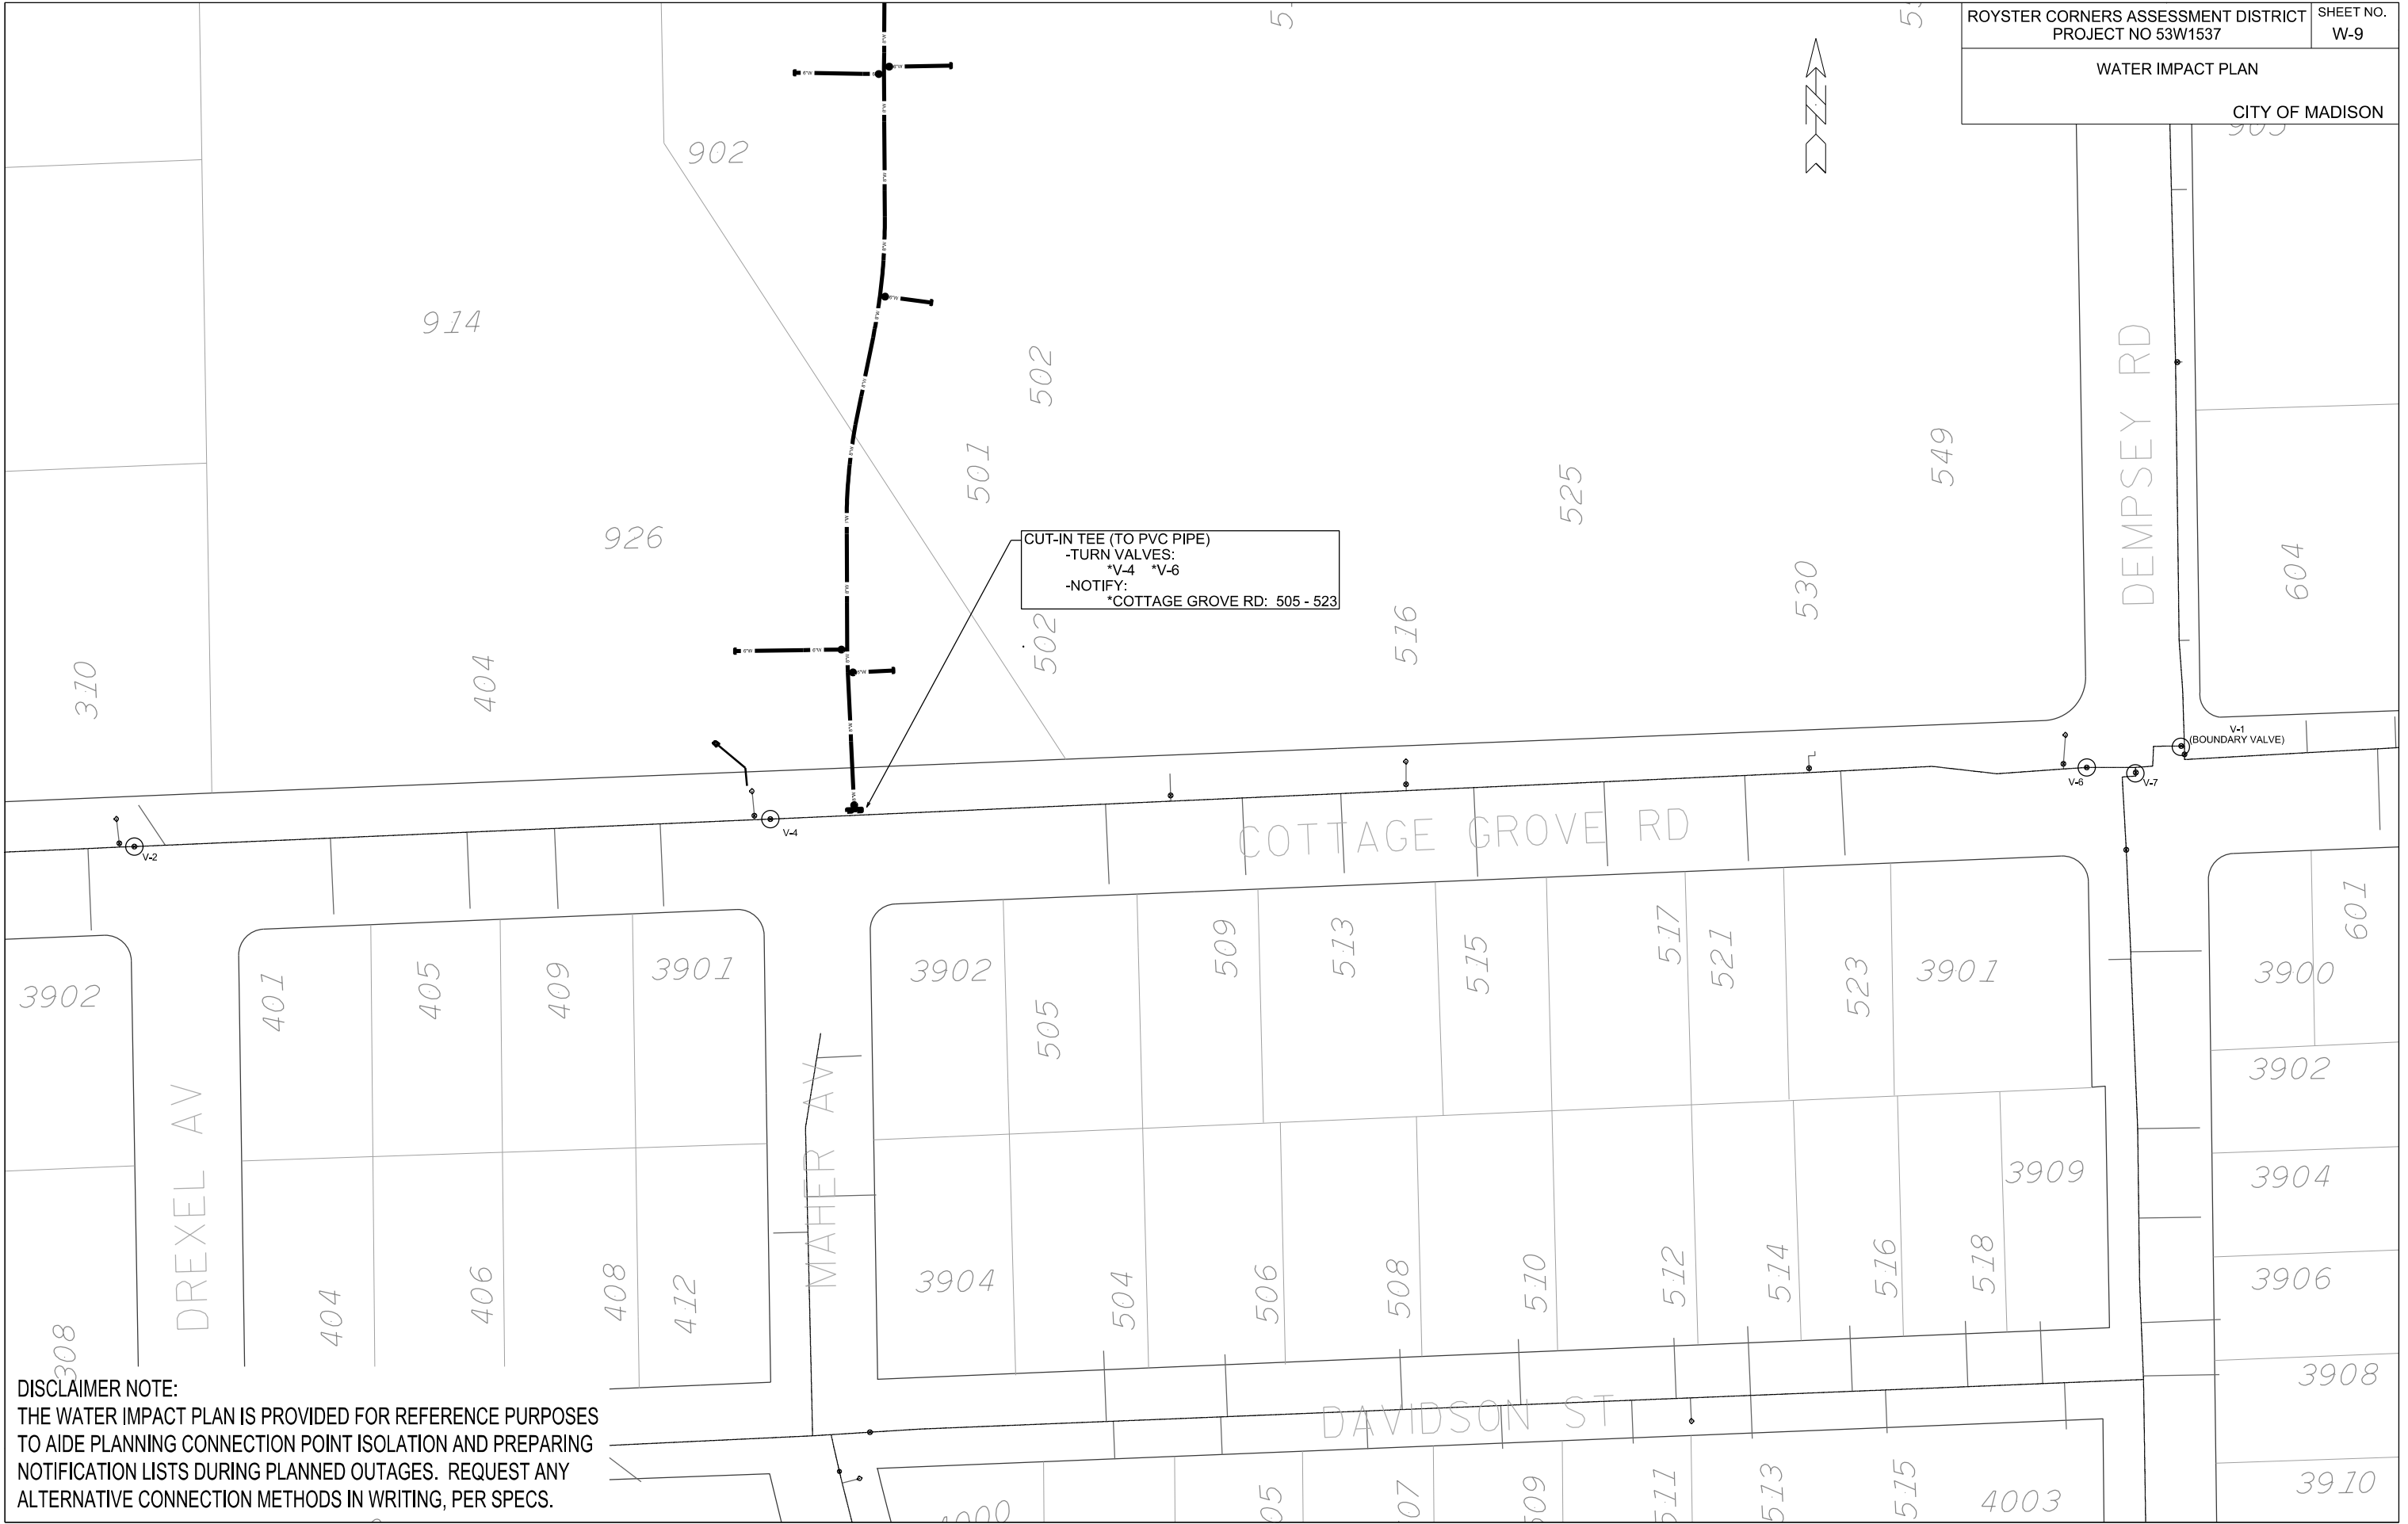 ROYSTER CORNERS ASSESSMENT DISTRICT
PROJECT NO 53W1537
SHEET NO.
W-9
WATER IMPACT PLAN
CITY OF MADISON
902
914
926
502
501
525
549
DEMPSEY RD
604
530
516
502
404
310
CUT-IN TEE (TO PVC PIPE)
-TURN VALVES:
*V-4 *V-6
-NOTIFY:
*COTTAGE GROVE RD: 505 - 523
V-1
(BOUNDARY VALVE)
V-6
V-7
V-4
V-2
COTTAGE GROVE RD
3902
401
405
409
3901
3902
505
509
513
515
517
521
523
3901
3900
601
3902
3904
3906
3908
3910
DREXEL AV
MAHER AV
308
404
406
408
412
3904
504
506
508
510
512
514
516
518
3909
DAVIDSON ST
511
513
515
4003
DISCLAIMER NOTE:
THE WATER IMPACT PLAN IS PROVIDED FOR REFERENCE PURPOSES
TO AIDE PLANNING CONNECTION POINT ISOLATION AND PREPARING
NOTIFICATION LISTS DURING PLANNED OUTAGES. REQUEST ANY
ALTERNATIVE CONNECTION METHODS IN WRITING, PER SPECS.